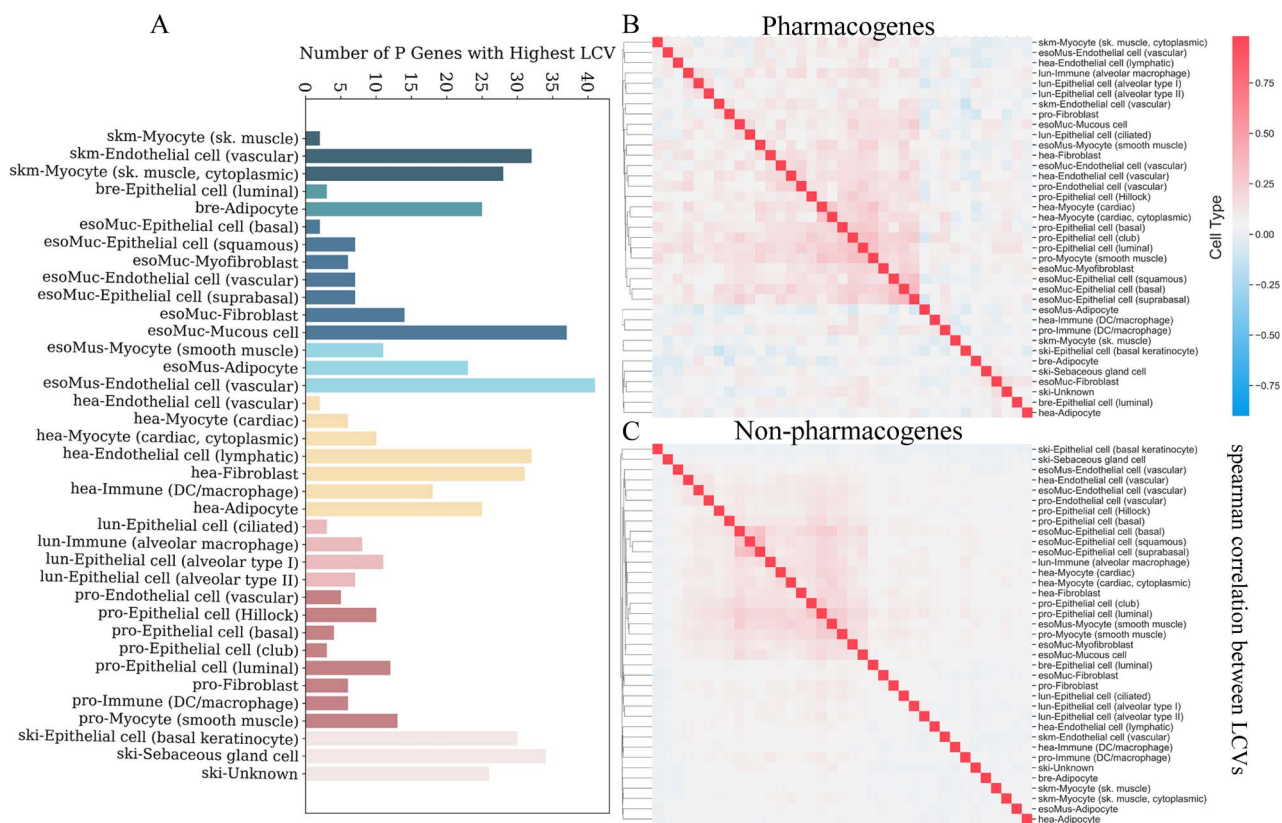 A
Number of P Genes with Highest LCV
0
5
10
15
20
25
30
35
40
skm-Myocyte (sk. muscle)
skm-Endothelial cell (vascular)
skm-Myocyte (sk. muscle, cytoplasmic)
bre-Epithelial cell (luminal)
bre-Adipocyte
esoMuc-Epithelial cell (basal)
esoMuc-Epithelial cell (squamous)
esoMuc-Myofibroblast
esoMuc-Endothelial cell (vascular)
esoMuc-Epithelial cell (suprabasal)
esoMuc-Fibroblast
esoMuc-Mucous cell
esoMus-Myocyte (smooth muscle)
esoMus-Adipocyte
esoMus-Endothelial cell (vascular)
hea-Endothelial cell (vascular)
hea-Myocyte (cardiac)
hea-Myocyte (cardiac, cytoplasmic)
hea-Endothelial cell (lymphatic)
hea-Fibroblast
hea-Immune (DC/macrophage)
hea-Adipocyte
lun-Epithelial cell (ciliated)
lun-Immune (alveolar macrophage)
lun-Epithelial cell (alveolar type I)
lun-Epithelial cell (alveolar type II)
pro-Endothelial cell (vascular)
pro-Epithelial cell (Hillock)
pro-Epithelial cell (basal)
pro-Epithelial cell (club)
pro-Epithelial cell (luminal)
pro-Fibroblast
pro-Immune (DC/macrophage)
pro-Myocyte (smooth muscle)
ski-Epithelial cell (basal keratinocyte)
ski-Sebaceous gland cell
ski-Unknown
B
Pharmacogenes
skm-Myocyte (sk. muscle, cytoplasmic)
esoMus-Endothelial cell (vascular)
hea-Endothelial cell (lymphatic)
lun-Immune (alveolar macrophage)
lun-Epithelial cell (alveolar type I)
lun-Epithelial cell (alveolar type II)
skm-Endothelial cell (vascular)
pro-Fibroblast
esoMuc-Mucous cell
lun-Epithelial cell (ciliated)
esoMus-Myocyte (smooth muscle)
hea-Fibroblast
esoMuc-Endothelial cell (vascular)
hea-Endothelial cell (vascular)
pro-Endothelial cell (vascular)
pro-Epithelial cell (Hillock)
hea-Myocyte (cardiac)
hea-Myocyte (cardiac, cytoplasmic)
pro-Epithelial cell (basal)
pro-Epithelial cell (club)
pro-Epithelial cell (luminal)
pro-Myocyte (smooth muscle)
esoMuc-Myofibroblast
esoMuc-Epithelial cell (squamous)
esoMuc-Epithelial cell (basal)
esoMuc-Epithelial cell (suprabasal)
esoMus-Adipocyte
hea-Immune (DC/macrophage)
pro-Immune (DC/macrophage)
skm-Myocyte (sk. muscle)
ski-Epithelial cell (basal keratinocyte)
bre-Adipocyte
ski-Sebaceous gland cell
esoMuc-Fibroblast
ski-Unknown
bre-Epithelial cell (luminal)
hea-Adipocyte
Cell Type
0.75
0.50
0.25
0.00
−0.25
−0.50
−0.75
C
Non-pharmacogenes
ski-Epithelial cell (basal keratinocyte)
ski-Sebaceous gland cell
esoMus-Endothelial cell (vascular)
hea-Endothelial cell (vascular)
esoMuc-Endothelial cell (vascular)
pro-Endothelial cell (vascular)
pro-Epithelial cell (Hillock)
pro-Epithelial cell (basal)
esoMuc-Epithelial cell (basal)
esoMuc-Epithelial cell (squamous)
esoMuc-Epithelial cell (suprabasal)
lun-Immune (alveolar macrophage)
hea-Myocyte (cardiac)
hea-Myocyte (cardiac, cytoplasmic)
hea-Fibroblast
pro-Epithelial cell (club)
pro-Epithelial cell (luminal)
esoMus-Myocyte (smooth muscle)
pro-Myocyte (smooth muscle)
esoMuc-Myofibroblast
esoMuc-Mucous cell
bre-Epithelial cell (luminal)
esoMuc-Fibroblast
pro-Fibroblast
lun-Epithelial cell (ciliated)
lun-Epithelial cell (alveolar type I)
lun-Epithelial cell (alveolar type II)
hea-Endothelial cell (lymphatic)
skm-Endothelial cell (vascular)
hea-Immune (DC/macrophage)
pro-Immune (DC/macrophage)
ski-Unknown
bre-Adipocyte
skm-Myocyte (sk. muscle)
skm-Myocyte (sk. muscle, cytoplasmic)
esoMus-Adipocyte
hea-Adipocyte
spearman correlation between LCVs